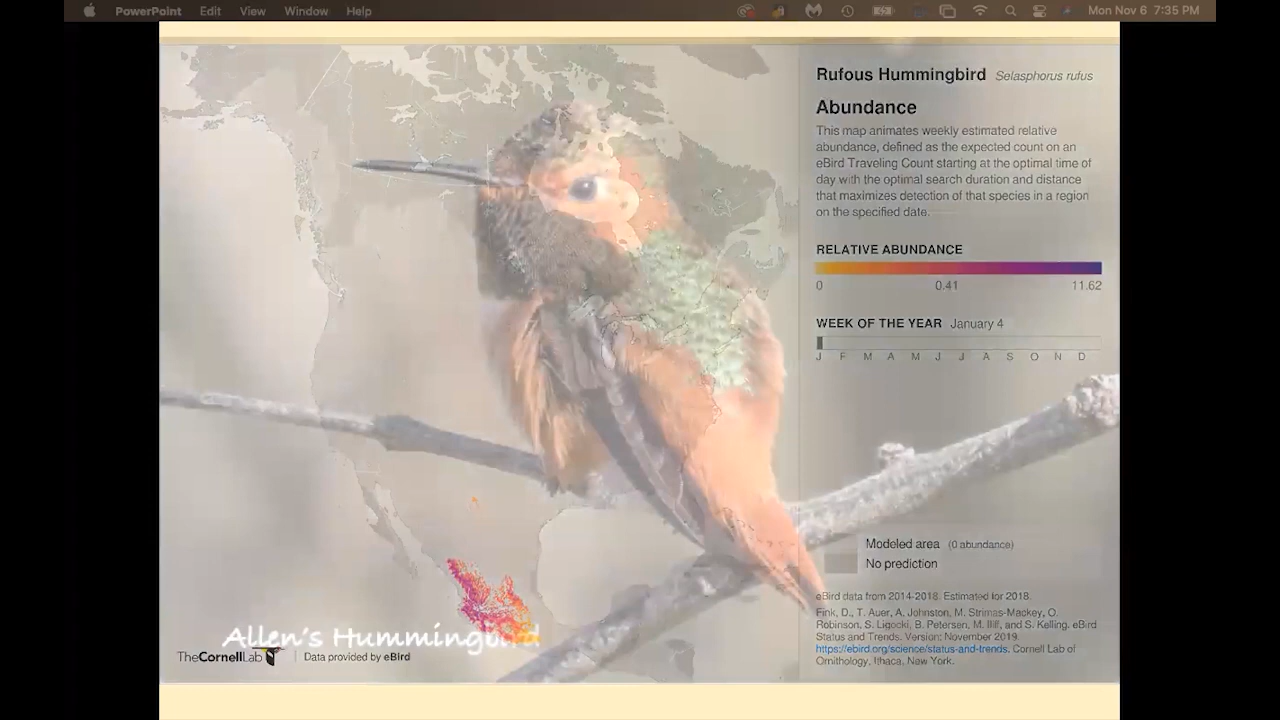 PowerPoint Edit View Window Help Mon Nov 6 7:35 PM
Rufous Hummingbird Selasphorus rufus
Abundance
This map animates weekly estimated relative
abundance, defined as the expected count on an
eBird Traveling Count starting at the optimal time of
day with the optimal search duration and distance
that maximizes detection of that species in a region
on the specified date.
RELATIVE ABUNDANCE
0 0.41 11.62
WEEK OF THE YEAR January 4
J F M A M J J A S O N D
Modeled area (0 abundance)
No prediction
eBird data from 2014-2018. Estimated for 2018.
Fink, D., T. Auer, A. Johnston, M. Strimas-Mackey, O.
Robinson, S. Ligocki, B. Petersen, M. Iliff, and S. Kelling. eBird
Status and Trends. Version: November 2019.
https://ebird.org/science/status-and-trends. Cornell Lab of
Ornithology, Ithaca, New York.
Allen's Hummingbird
TheCornellLab Data provided by eBird